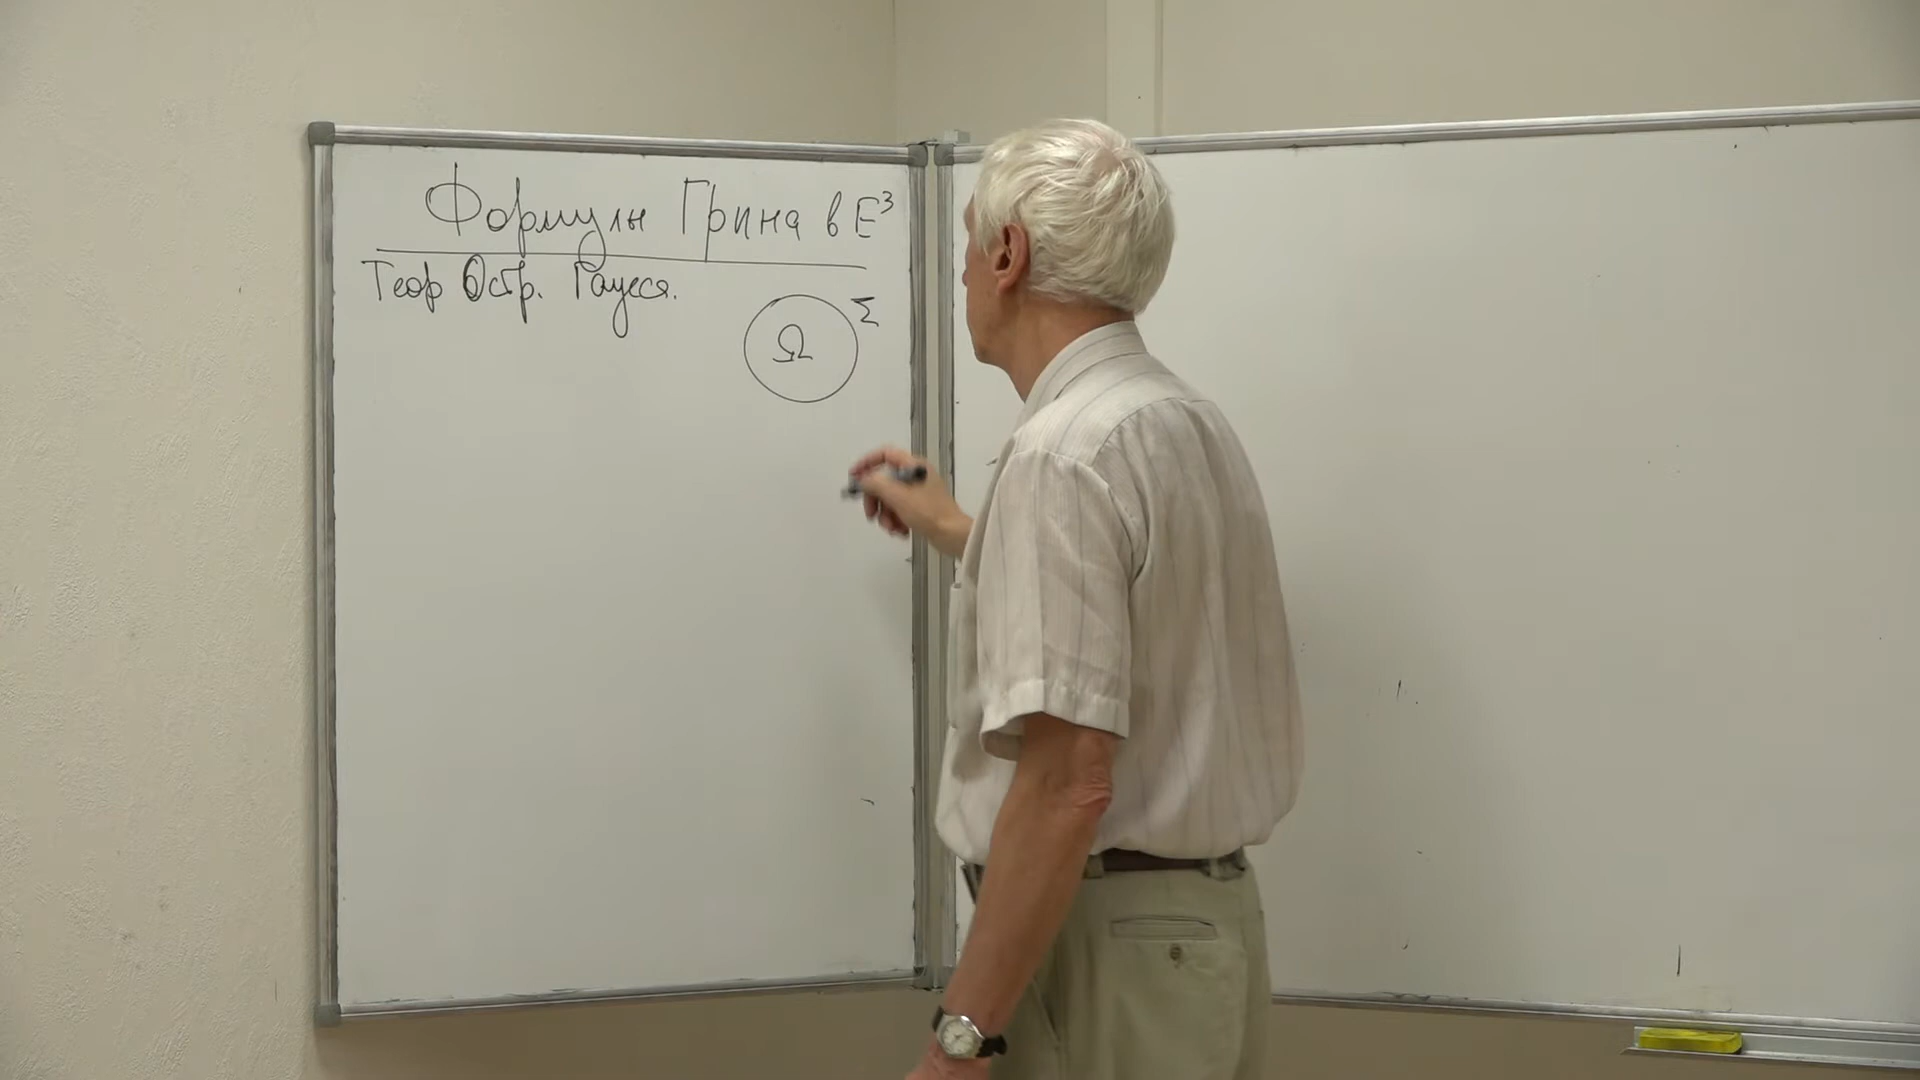 Формулы Грина в E³
Теор Остр. Гаусса.
Σ
Ω